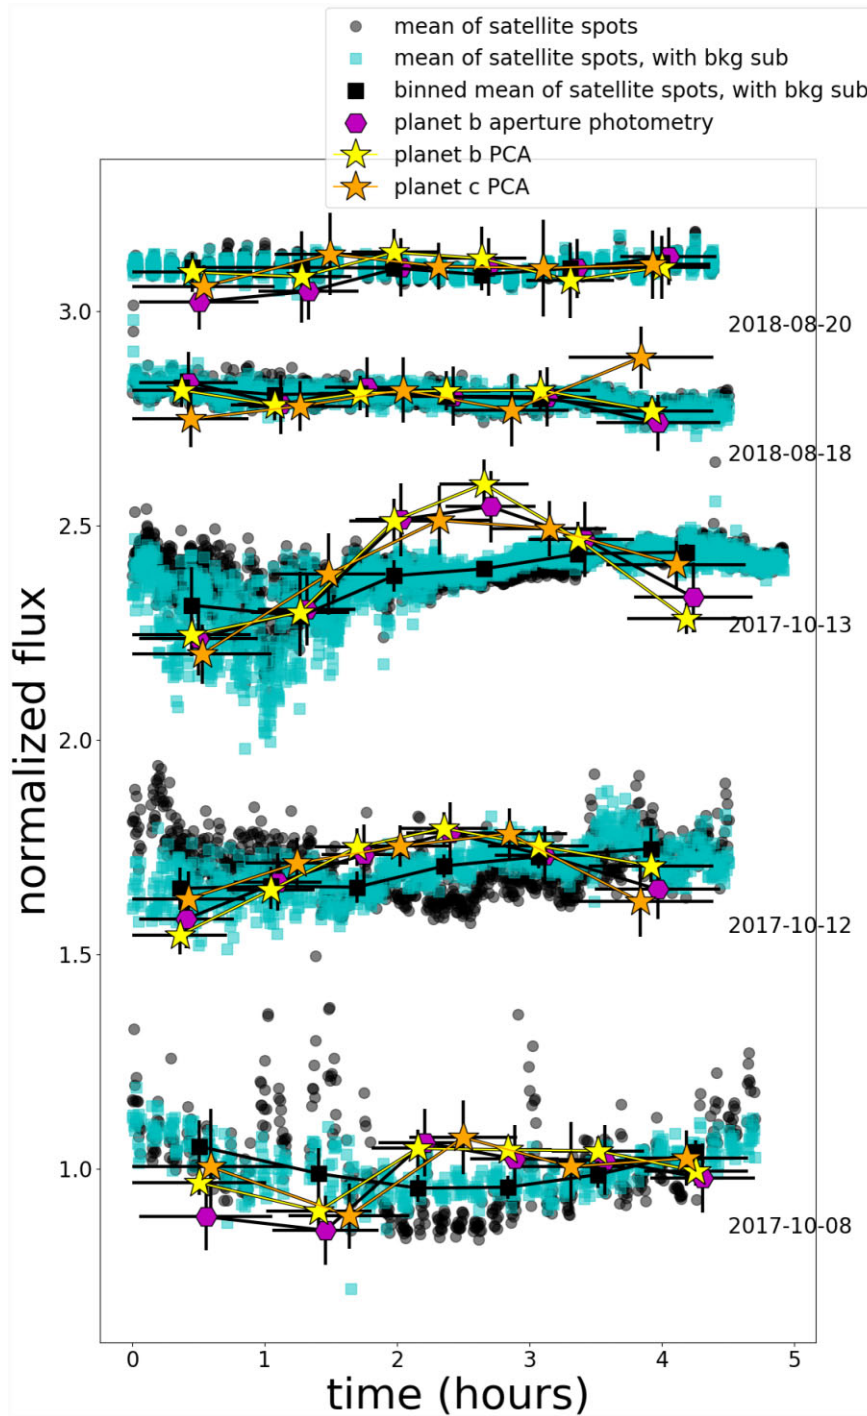 mean of satellite spots
mean of satellite spots, with bkg sub
binned mean of satellite spots, with bkg sub
planet b aperture photometry
planet b PCA
planet c PCA
3.0
2018-08-20
2018-08-18
2.5
2017-10-13
2.0
normalized flux
2017-10-12
1.5
1.0
2017-10-08
0 1 2 3 4 5
time (hours)